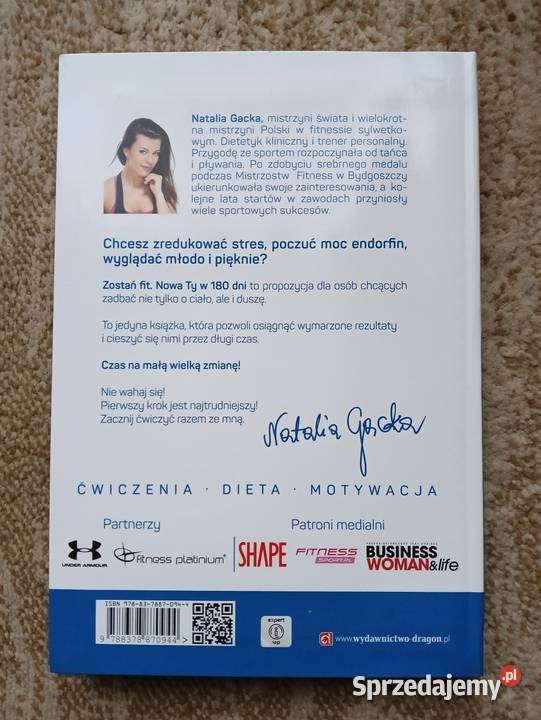 Natalia Gacka, mistrzyni świata i wielokrot-
na mistrzyni Polski w fitnessie sylwetko-
wym. Dietetyk kliniczny i trener personalny.
Przygodę ze sportem rozpoczynała od tańca
i pływania. Po zdobyciu srebrnego medalu
podczas Mistrzostw Fitness w Bydgoszczy
ukierunkowała swoje zainteresowania, a ko-
lejne lata startów w zawodach przyniosły
wiele sportowych sukcesów.
Chcesz zredukować stres, poczuć moc endorfin,
wyglądać młodo i pięknie?
Zostań fit. Nowa Ty w 180 dni to propozycja dla osób chcących
zadbać nie tylko o ciało, ale i duszę.
To jedyna książka, która pozwoli osiągnąć wymarzone rezultaty
i cieszyć się nimi przez długi czas.
Czas na małą wielką zmianę!
Nie wahaj się!
Pierwszy krok jest najtrudniejszy!
Zacznij ćwiczyć razem ze mną.
Natalia Gacka
ĆWICZENIA · DIETA · MOTYWACJA
Partnerzy
Patroni medialni
UNDER ARMOUR
fitness platinium
SHAPE
FITNESS
SPORT.PL
BUSINESS
WOMAN&life
ISBN 978-83-7887-094-4
9 788378 870944 >
expert
up
www.wydawnictwo-dragon.pl
Sprzedajemy.pl